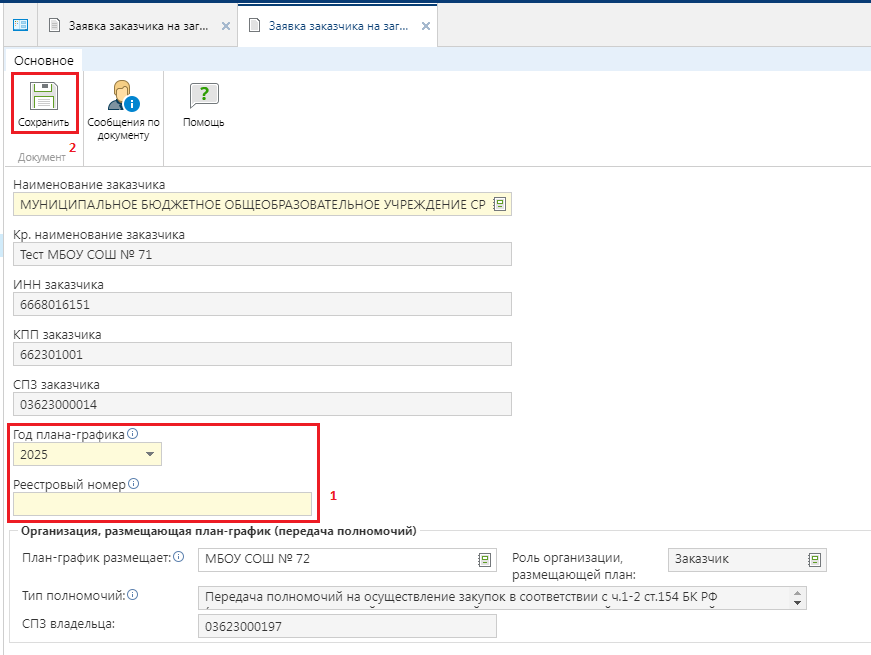 Заявка заказчика на заг...
Заявка заказчика на заг...
Основное
Сохранить
Сообщения по
документу
Помощь
2
Документ
Наименование заказчика
МУНИЦИПАЛЬНОЕ БЮДЖЕТНОЕ ОБЩЕОБРАЗОВАТЕЛЬНОЕ УЧРЕЖДЕНИЕ СР
Кр. наименование заказчика
Тест МБОУ СОШ № 71
ИНН заказчика
6668016151
КПП заказчика
662301001
СПЗ заказчика
03623000014
Год плана-графика
2025
Реестровый номер
1
Организация, размещающая план-график (передача полномочий)
План-график размещает: МБОУ СОШ № 72 Роль организации, Заказчик
размещающей план:
Тип полномочий: Передача полномочий на осуществление закупок в соответствии с ч.1-2 ст.154 БК РФ
СПЗ владельца: 03623000197